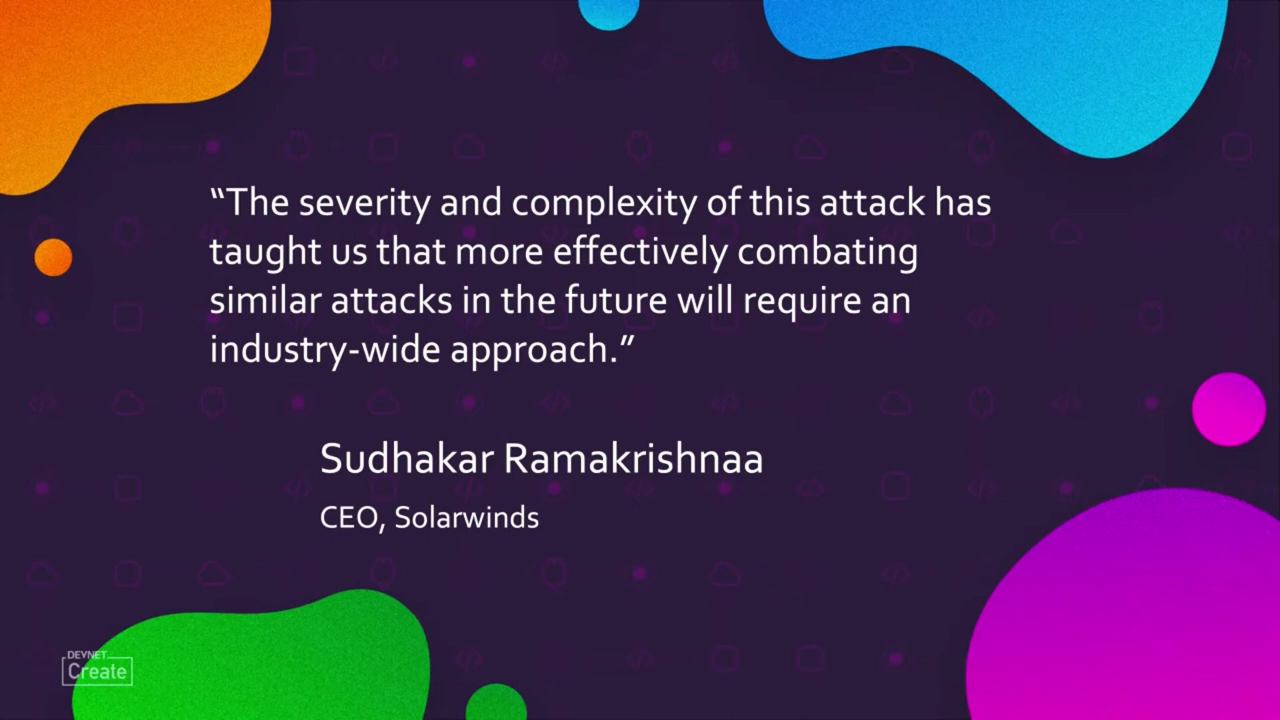 “The severity and complexity of this attack has
taught us that more effectively combating
similar attacks in the future will require an
industry-wide approach.”
Sudhakar Ramakrishnaa
CEO, Solarwinds
DEVNET
Create